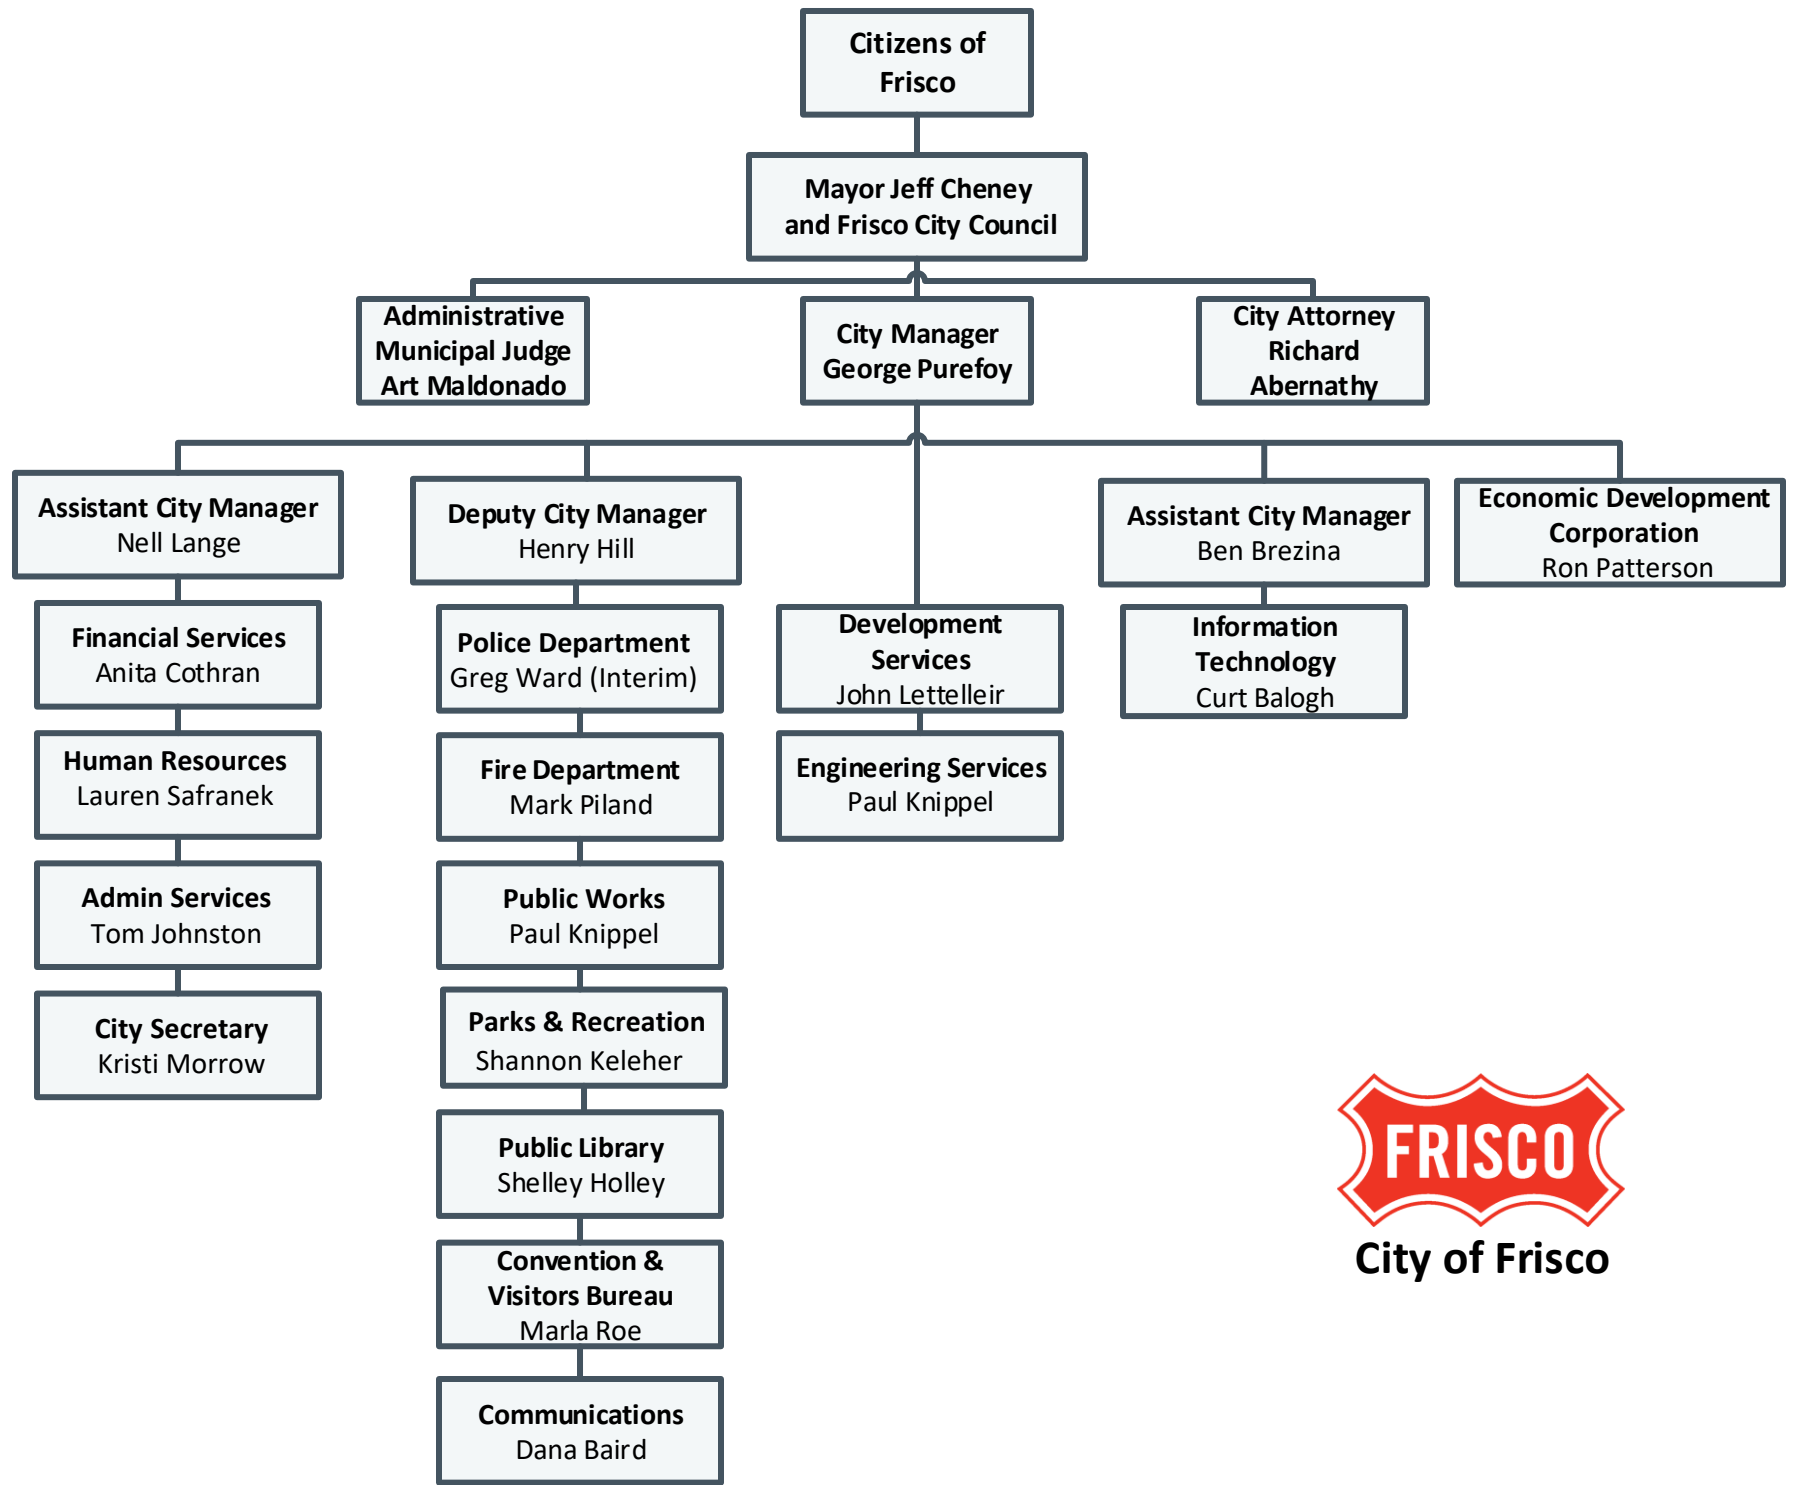 Citizens of
Frisco
Mayor Jeff Cheney
and Frisco City Council
Administrative
Municipal Judge
Art Maldonado
City Manager
George Purefoy
City Attorney
Richard
Abernathy
Assistant City Manager
Nell Lange
Financial Services
Anita Cothran
Human Resources
Lauren Safranek
Admin Services
Tom Johnston
City Secretary
Kristi Morrow
Deputy City Manager
Henry Hill
Police Department
Greg Ward (Interim)
Fire Department
Mark Piland
Public Works
Paul Knippel
Parks & Recreation
Shannon Keleher
Public Library
Shelley Holley
Convention &
Visitors Bureau
Marla Roe
Communications
Dana Baird
Development
Services
John Lettelleir
Engineering Services
Paul Knippel
Assistant City Manager
Ben Brezina
Information
Technology
Curt Balogh
Economic Development
Corporation
Ron Patterson
FRISCO
City of Frisco